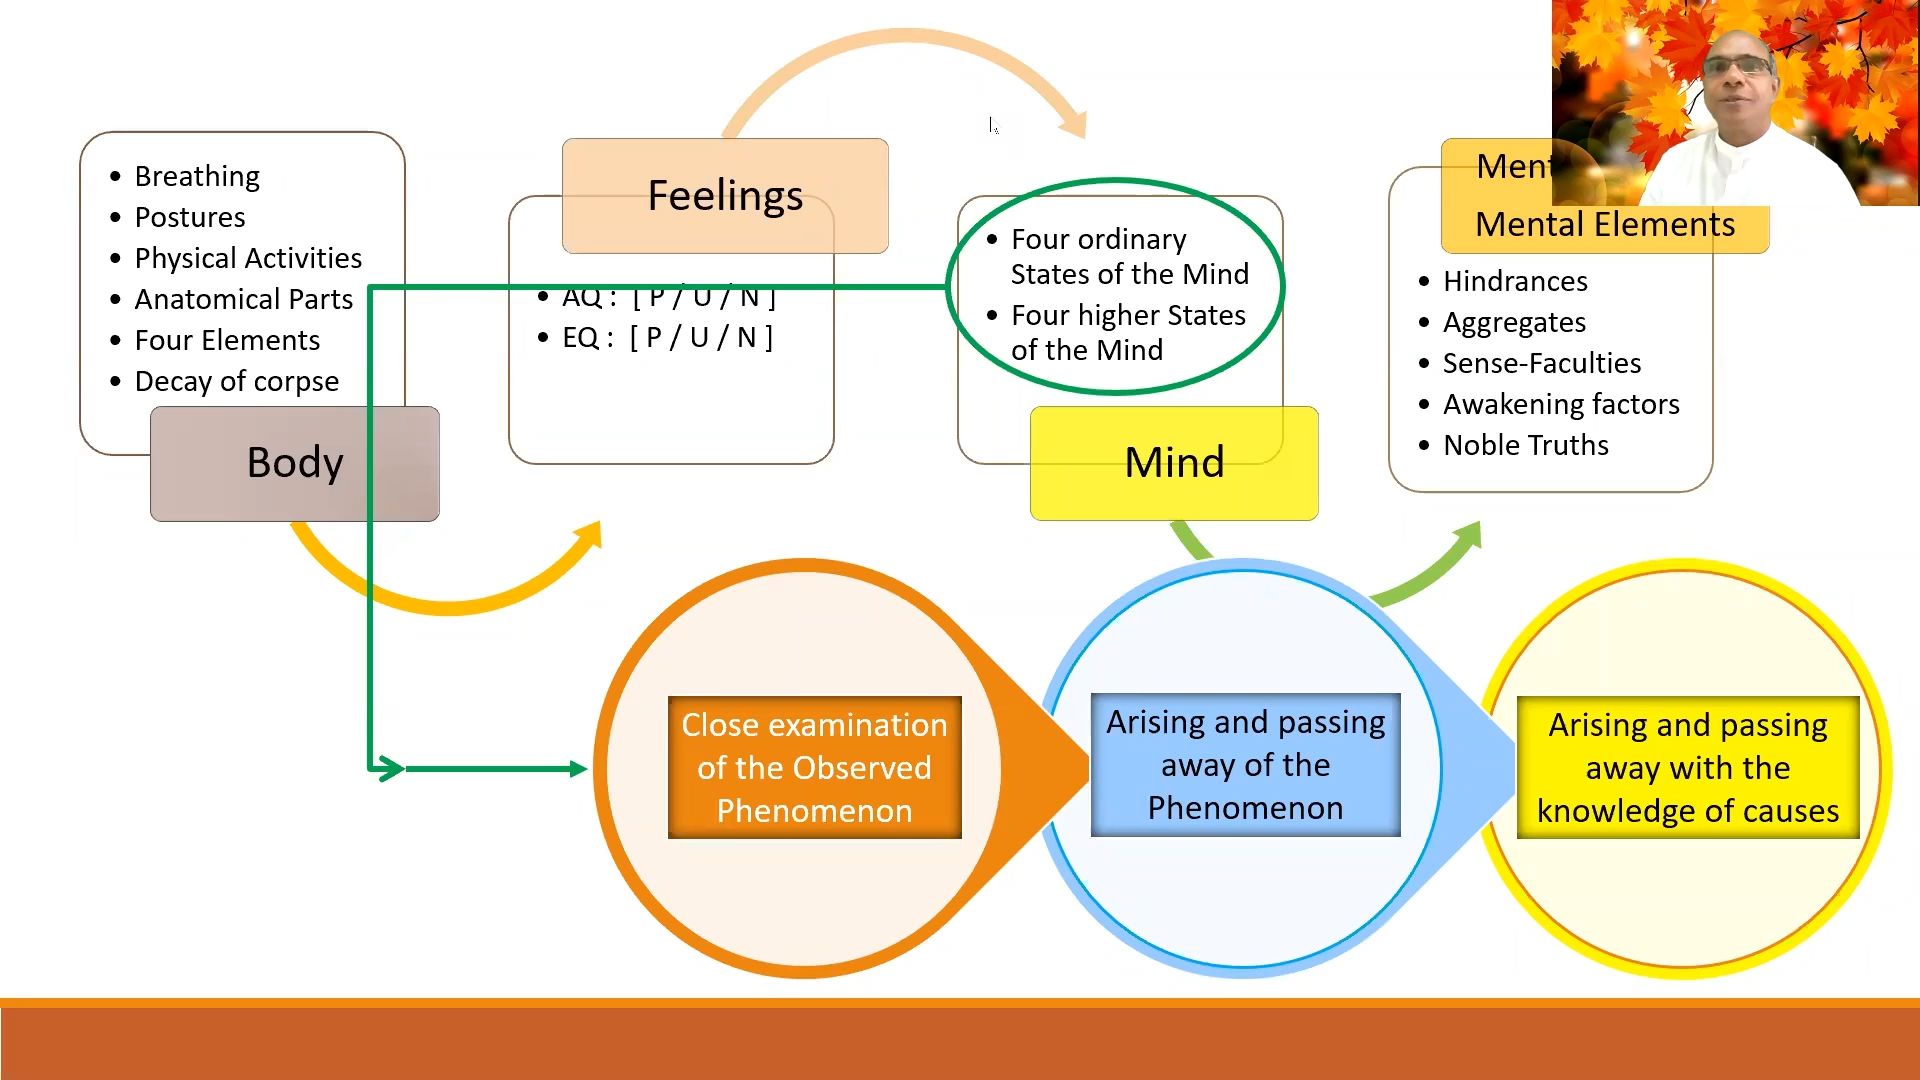 • Breathing
• Postures
• Physical Activities
• Anatomical Parts
• Four Elements
• Decay of corpse
Body
Feelings
• AQ : [ P / U / N ]
• EQ : [ P / U / N ]
• Four ordinary
States of the Mind
• Four higher States
of the Mind
Mind
Mental Elements
• Hindrances
• Aggregates
• Sense-Faculties
• Awakening factors
• Noble Truths
Close examination
of the Observed
Phenomenon
Arising and passing
away of the
Phenomenon
Arising and passing
away with the
knowledge of causes